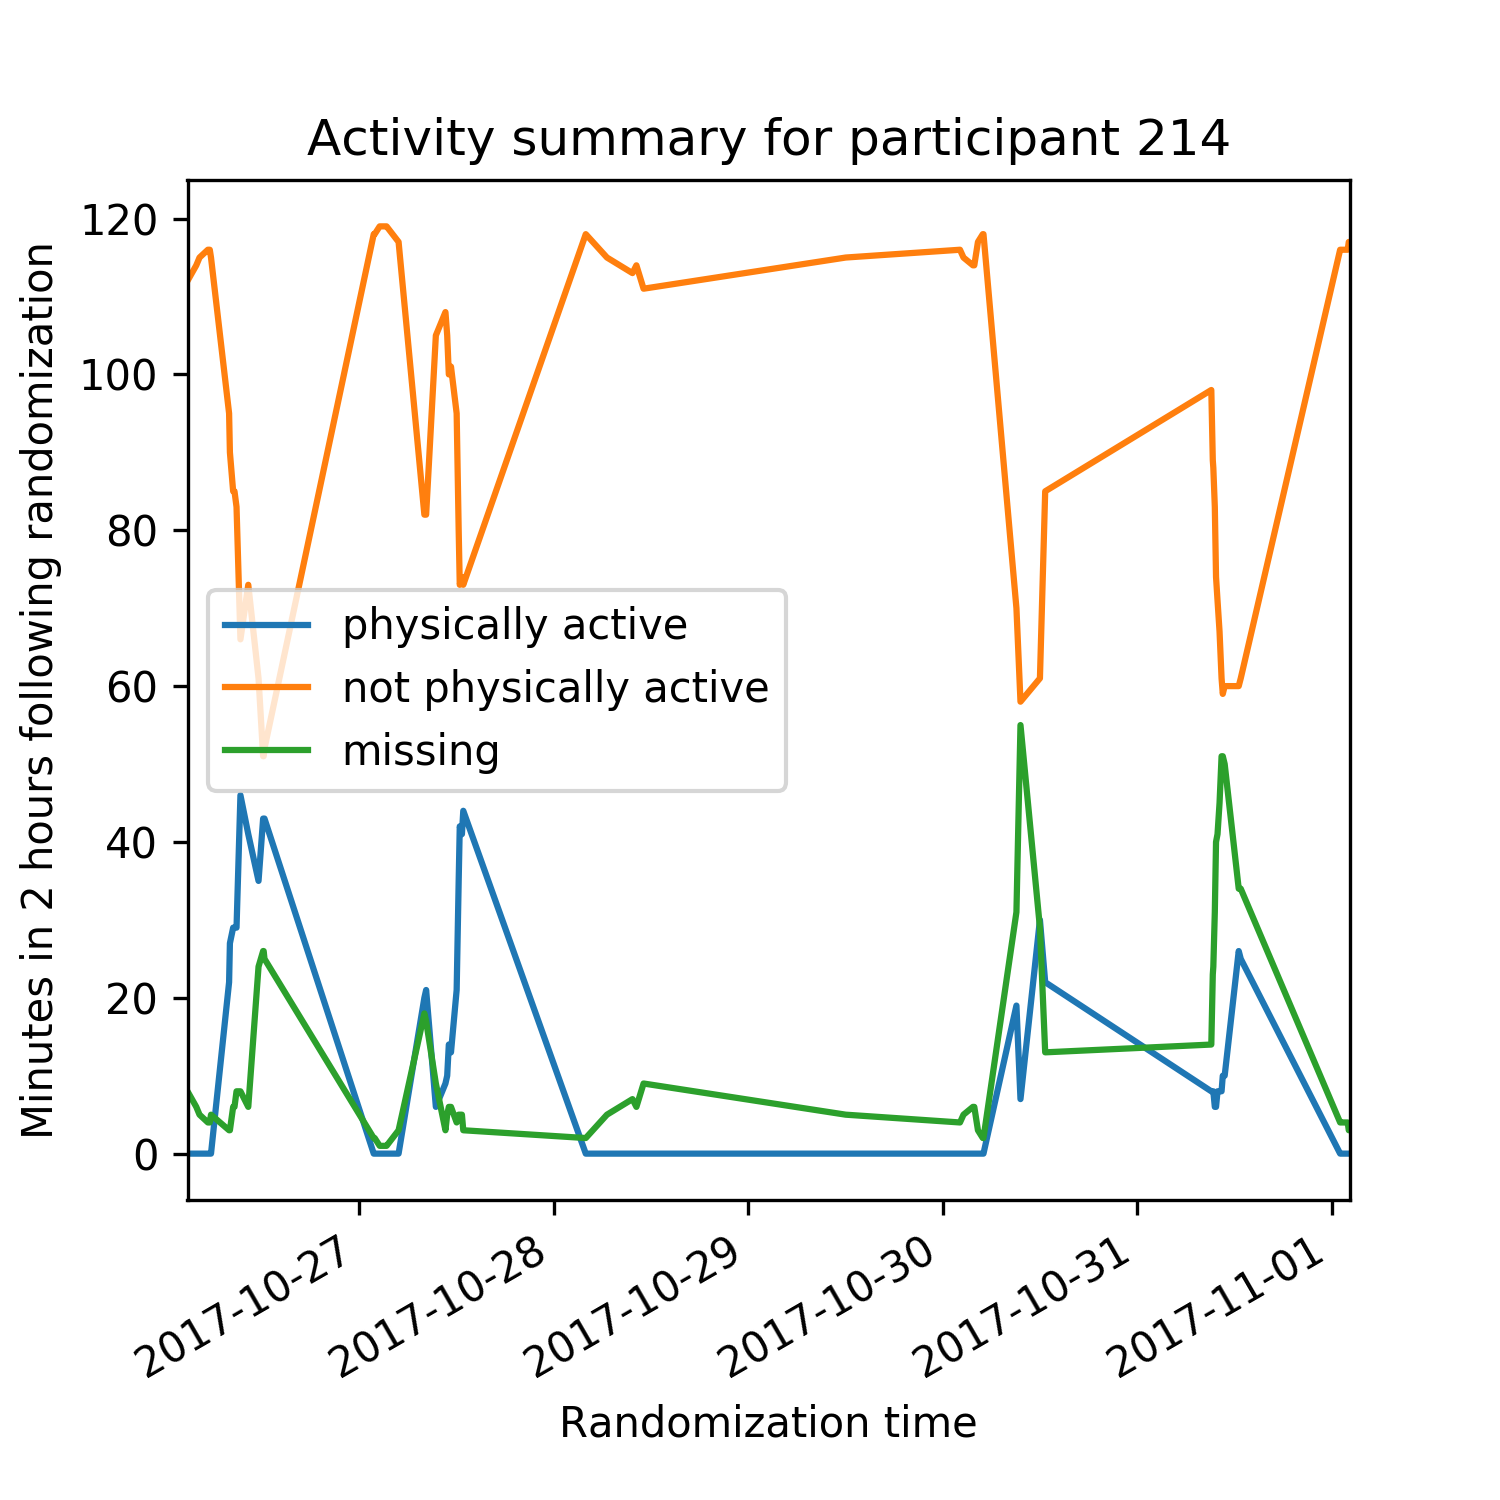 Activity summary for participant 214
Minutes in 2 hours following randomization
120
100
80
60
40
20
0
physically active
not physically active
missing
2017-10-27
2017-10-28
2017-10-29
2017-10-30
2017-10-31
2017-11-01
Randomization time